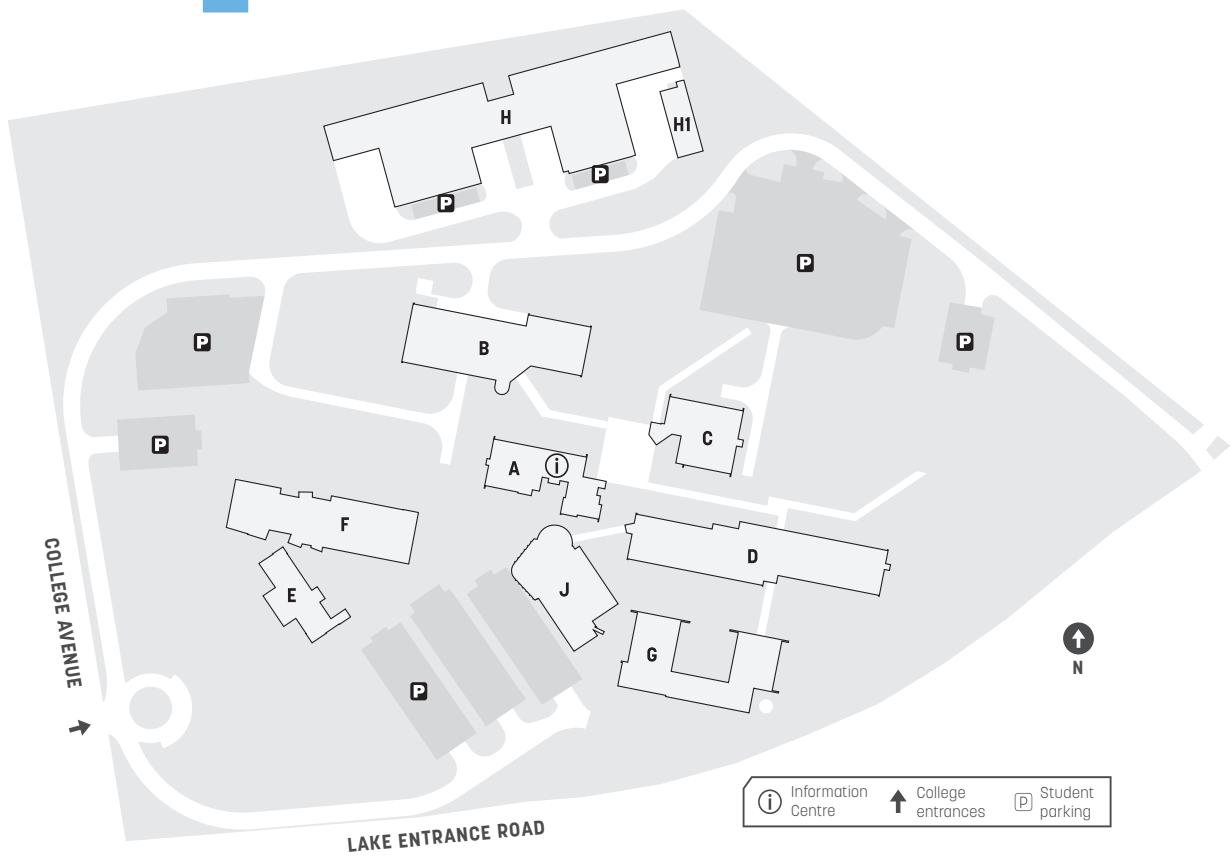 H
H1
P
P
P
P
P
P
B
C
A
i
F
D
E
J
G
P
COLLEGE AVENUE
N
i Information
Centre
College
entrances
P Student
parking
LAKE ENTRANCE ROAD